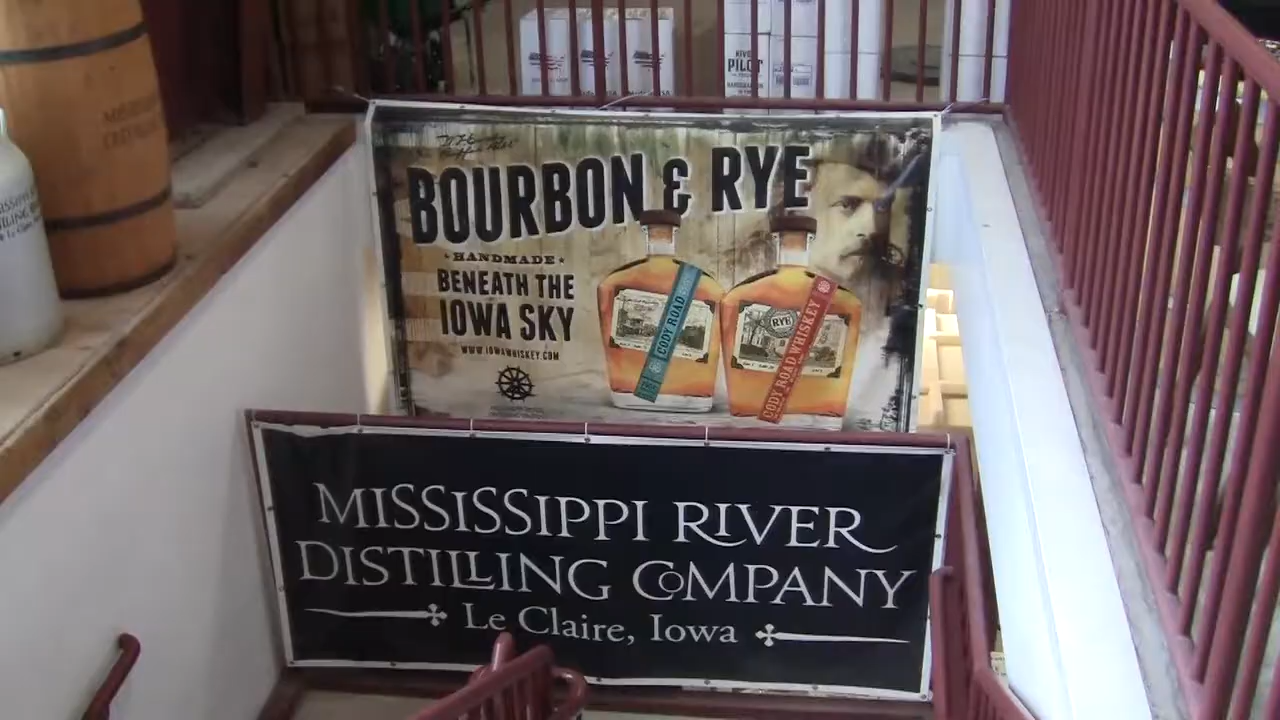 PILOT
BOURBON & RYE
HANDMADE
BENEATH THE
IOWA SKY
WWW.IOWAWHISKEY.COM
CODY ROAD
RYE
CODY ROAD WHISKEY
MISSISSIPPI RIVER
DISTILLING COMPANY
Le Claire, Iowa